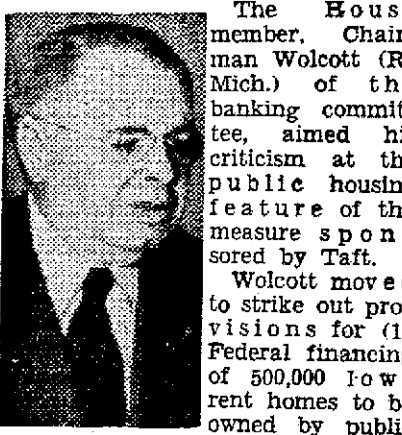 The Hous
member, Chair
man Wolcott (R
Mich.) of th
banking commit
tee, aimed hi
criticism at th
public housin
feature of th
measure spon
sored by Taft.
Wolcott move
to strike out pro
visions for (1
Federal financin
of 500,000 low
rent homes to b
owned by publi